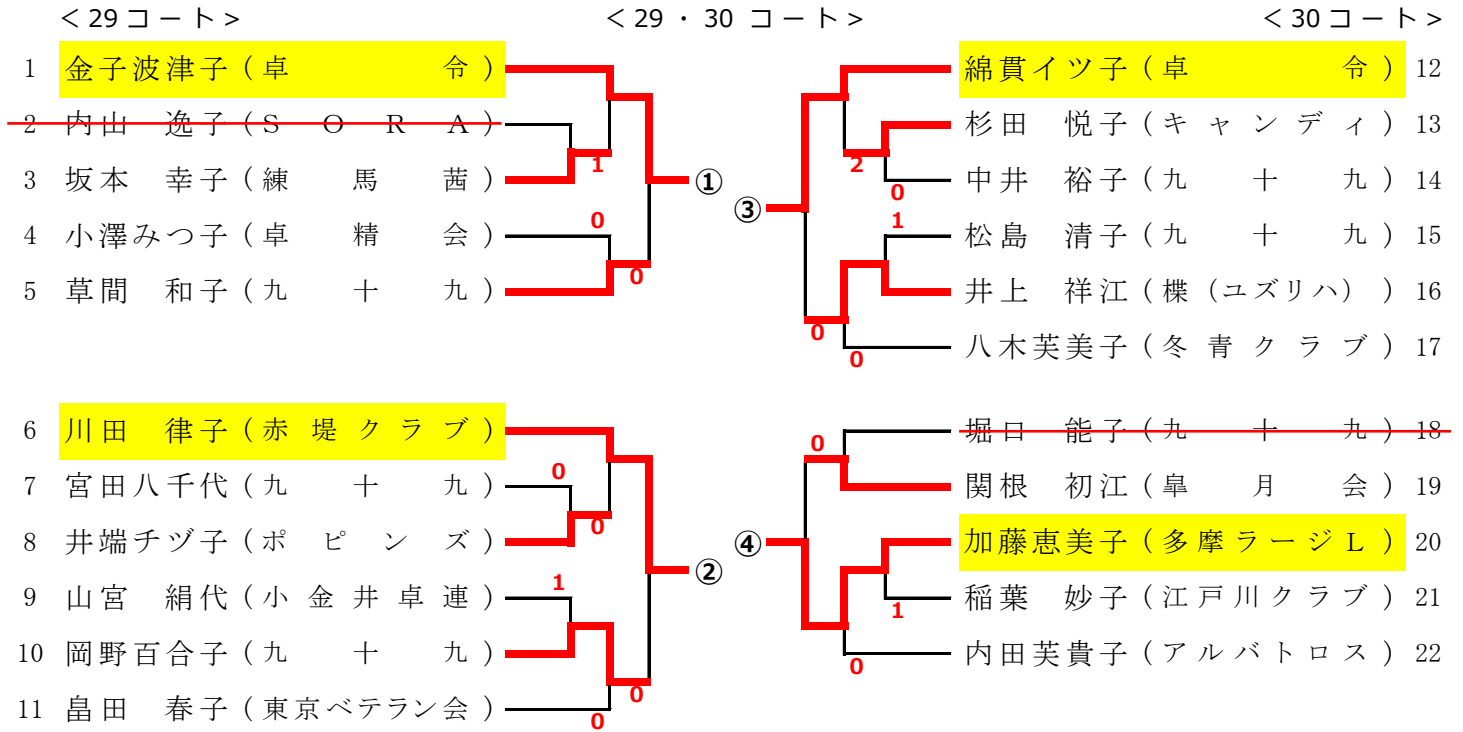 ＜29コート＞ ＜29・30 コート＞ ＜30コート＞
1 金子波津子（卓 令） 綿貫イツ子（卓 令） 12
2 内山 逸子（S O R A） 杉田 悦子（キャンディ） 13
3 坂本 幸子（練 馬 茜） 1 ① 2 0 中井 裕子（九 十 九） 14
4 小澤みつ子（卓 精 会） 0 ③ 1 松島 清子（九 十 九） 15
5 草間 和子（九 十 九） 0 井上 祥江（楪（ユズリハ）） 16
0 0 八木芙美子（冬青クラブ） 17
6 川田 律子（赤堤クラブ） 0 堀口 能子（九 十 九） 18
7 宮田八千代（九 十 九） 0 関根 初江（皐 月 会） 19
8 井端チヅ子（ポピンズ） 0 ② ④ 加藤恵美子（多摩ラージL） 20
9 山宮 絹代（小金井卓連） 1 1 稲葉 妙子（江戸川クラブ） 21
10 岡野百合子（九 十 九） 0 0 内田芙貴子（アルバトロス） 22
11 畠田 春子（東京ベテラン会） 0